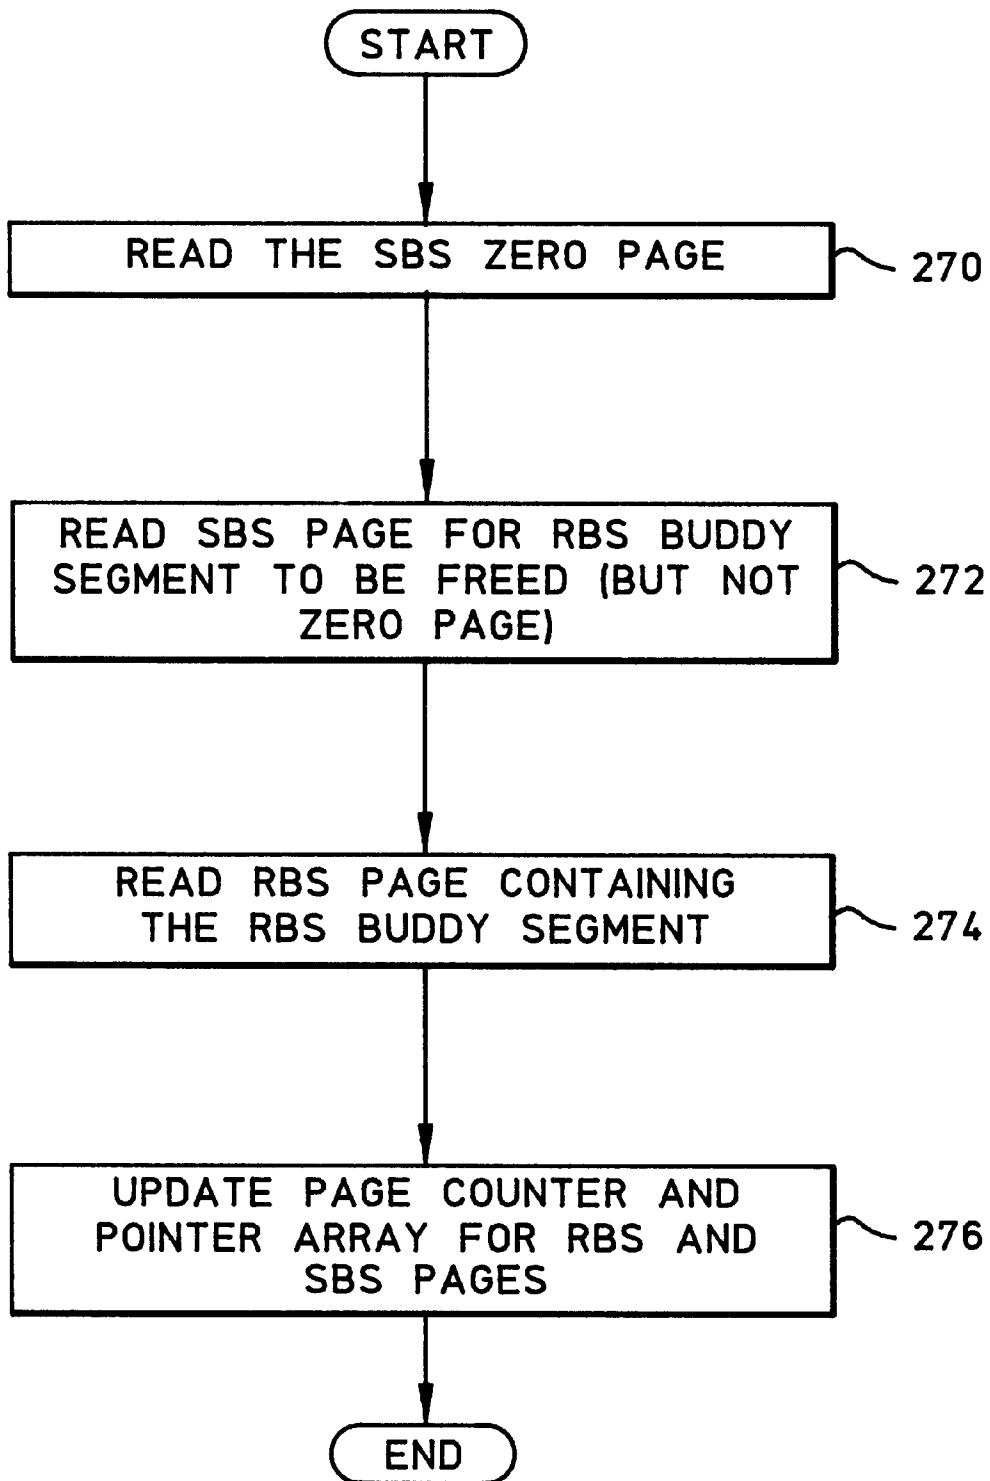 START
READ THE SBS ZERO PAGE
270
READ SBS PAGE FOR RBS BUDDY
SEGMENT TO BE FREED (BUT NOT
ZERO PAGE)
272
READ RBS PAGE CONTAINING
THE RBS BUDDY SEGMENT
274
UPDATE PAGE COUNTER AND
POINTER ARRAY FOR RBS AND
SBS PAGES
276
END